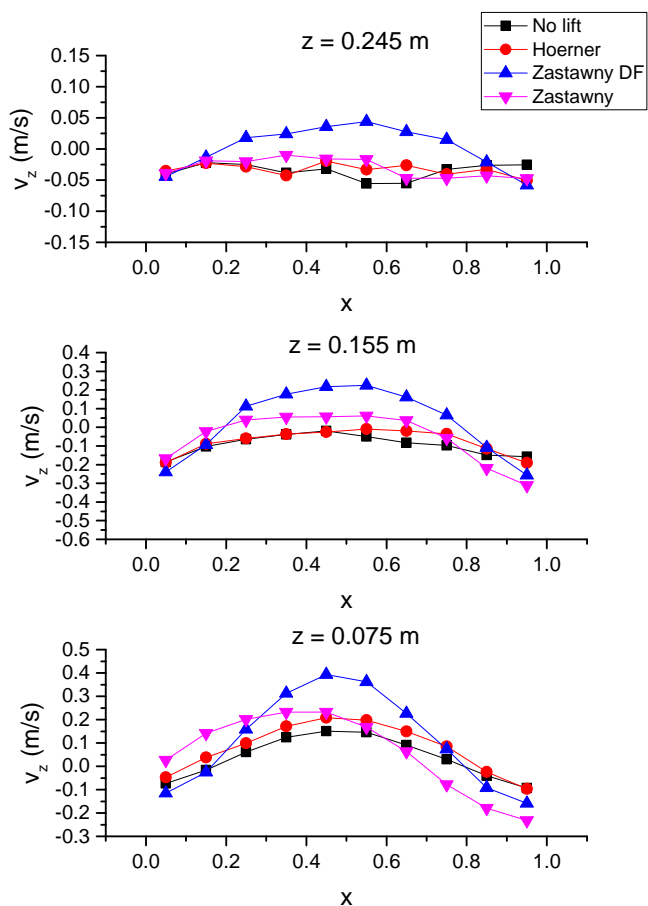 z = 0.245 m
No lift
Hoerner
Zastawny DF
Zastawny
0.15
0.10
0.05
0.00
-0.05
-0.10
-0.15
v_z (m/s)
0.0 0.2 0.4 0.6 0.8 1.0
x
z = 0.155 m
0.4
0.3
0.2
0.1
0.0
-0.1
-0.2
-0.3
-0.4
-0.5
-0.6
v_z (m/s)
0.0 0.2 0.4 0.6 0.8 1.0
x
z = 0.075 m
0.5
0.4
0.3
0.2
0.1
0.0
-0.1
-0.2
-0.3
v_z (m/s)
0.0 0.2 0.4 0.6 0.8 1.0
x